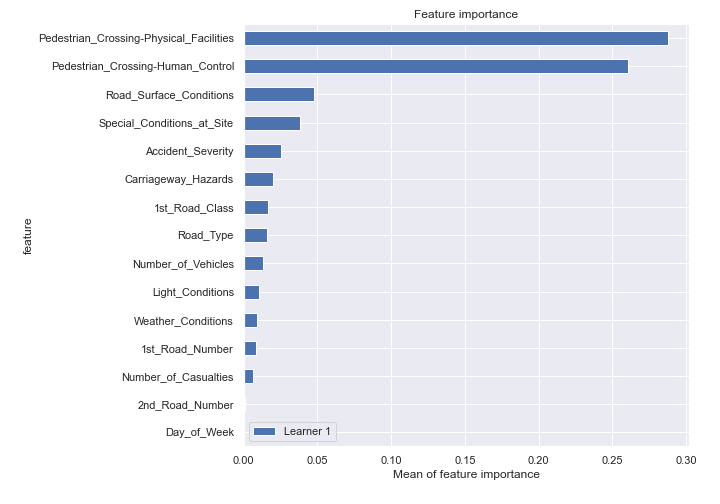 Feature importance
Pedestrian_Crossing-Physical_Facilities
Pedestrian_Crossing-Human_Control
Road_Surface_Conditions
Special_Conditions_at_Site
Accident_Severity
Carriageway_Hazards
1st_Road_Class
Road_Type
Number_of_Vehicles
Light_Conditions
Weather_Conditions
1st_Road_Number
Number_of_Casualties
2nd_Road_Number
Day_of_Week
feature
Learner 1
0.00 0.05 0.10 0.15 0.20 0.25 0.30
Mean of feature importance